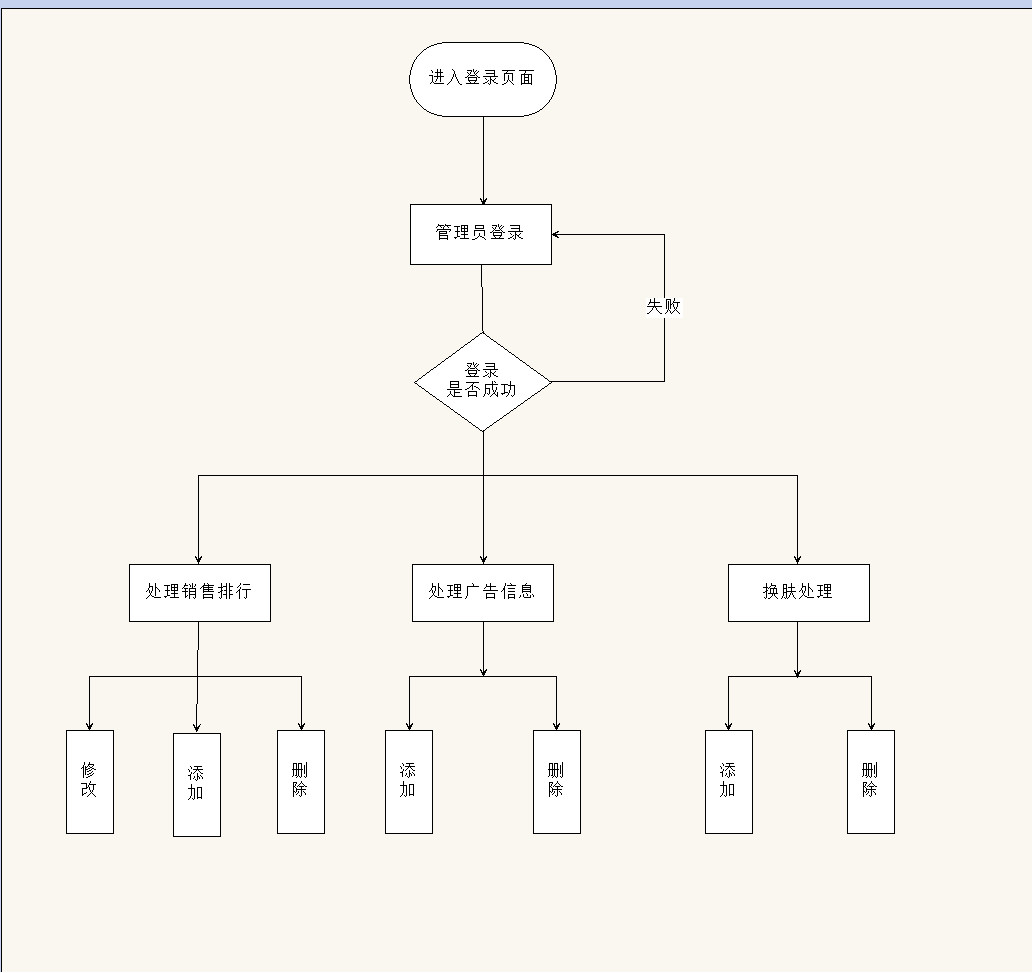 进入登录页面
管理员登录
失败
登录
是否成功
处理销售排行
处理广告信息
换肤处理
修
改
添
加
删
除
添
加
删
除
添
加
删
除